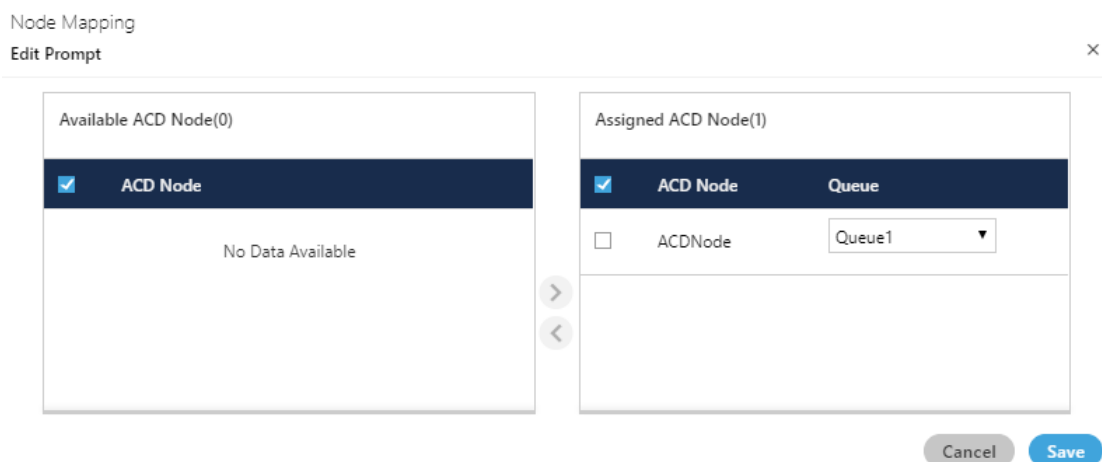 Node Mapping
Edit Prompt
Available ACD Node(0)
ACD Node
No Data Available
Assigned ACD Node(1)
ACD Node Queue
ACDNode Queue1
Cancel Save